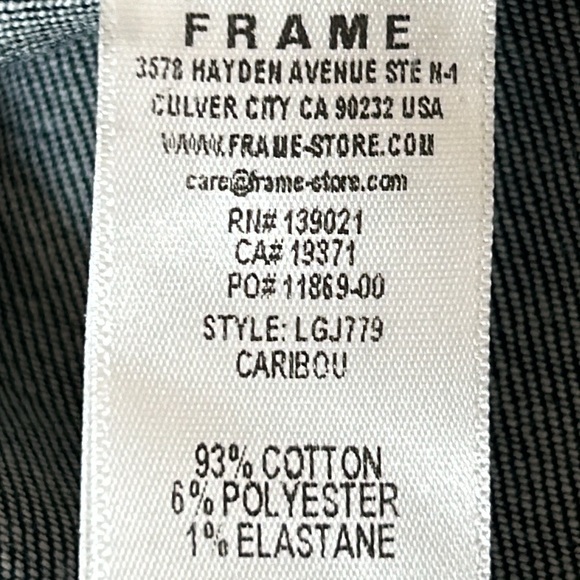 FRAME
3578 HAYDEN AVENUE STE N-1
CULVER CITY CA 90232 USA
WWW.FRAME-STORE.COM
care@frame-store.com
RN# 139021
CA# 19371
PO# 11869-00
STYLE: LGJ779
CARIBOU
93% COTTON
6% POLYESTER
1% ELASTANE